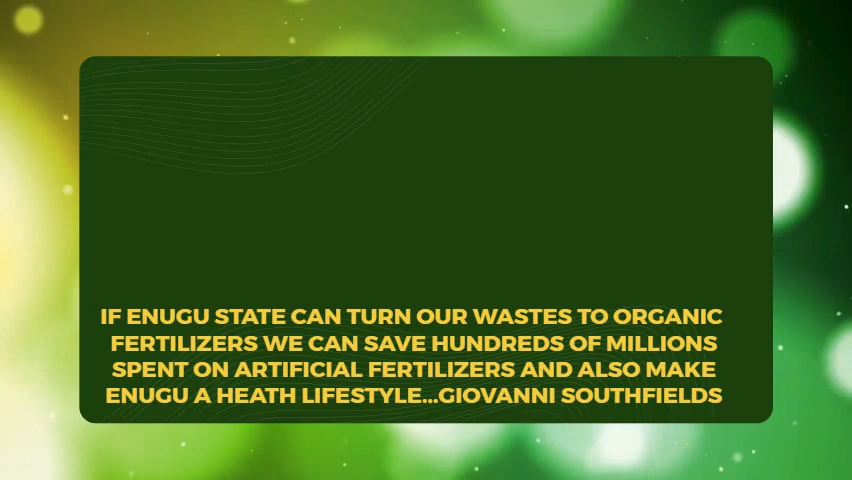 IF ENUGU STATE CAN TURN OUR WASTES TO ORGANIC
FERTILIZERS WE CAN SAVE HUNDREDS OF MILLIONS
SPENT ON ARTIFICIAL FERTILIZERS AND ALSO MAKE
ENUGU A HEATH LIFESTYLE...GIOVANNI SOUTHFIELDS